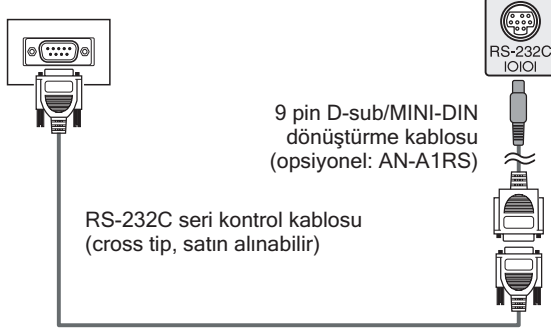 RS-232C
IOIOI
9 pin D-sub/MINI-DIN
dönüştürme kablosu
(opsiyonel: AN-A1RS)
RS-232C seri kontrol kablosu
(cross tip, satın alınabilir)